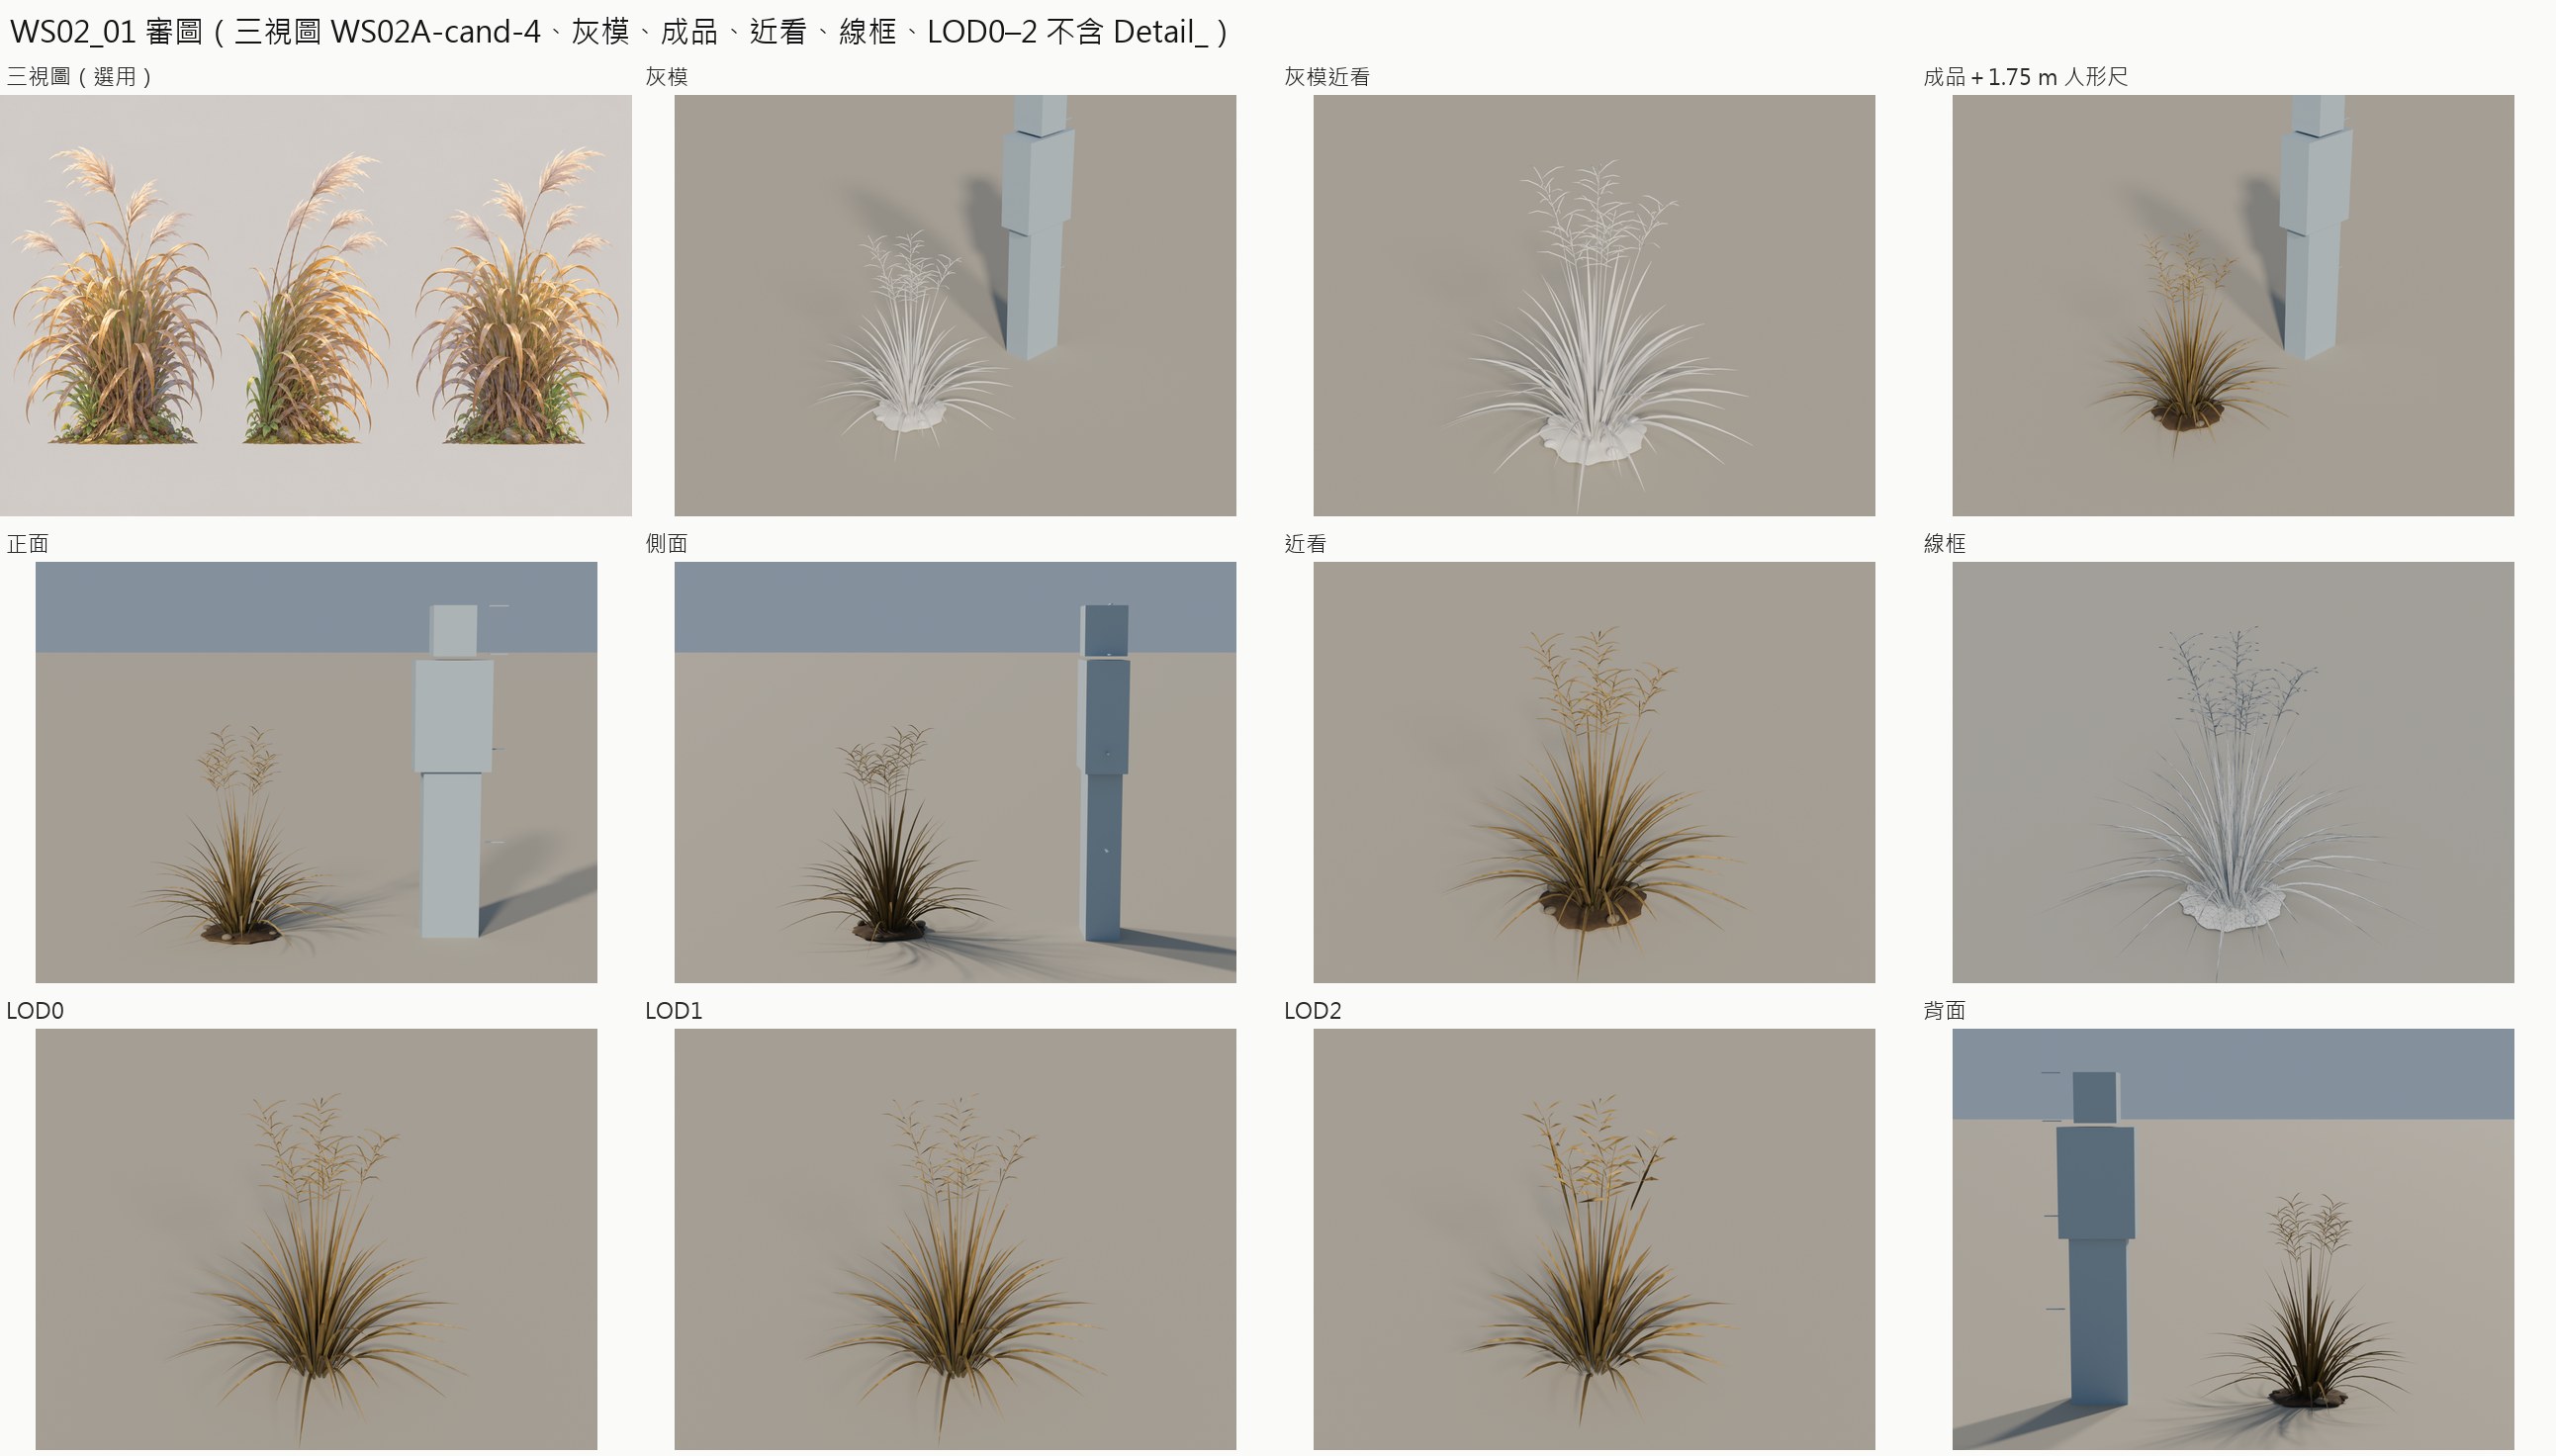 WS02_01 審圖（三視圖 WS02A-cand-4、灰模、成品、近看、線框、LOD0–2 不含 Detail_）
三視圖（選用）
灰模
灰模近看
成品 + 1.75 m 人形尺
正面
側面
近看
線框
LOD0
LOD1
LOD2
背面